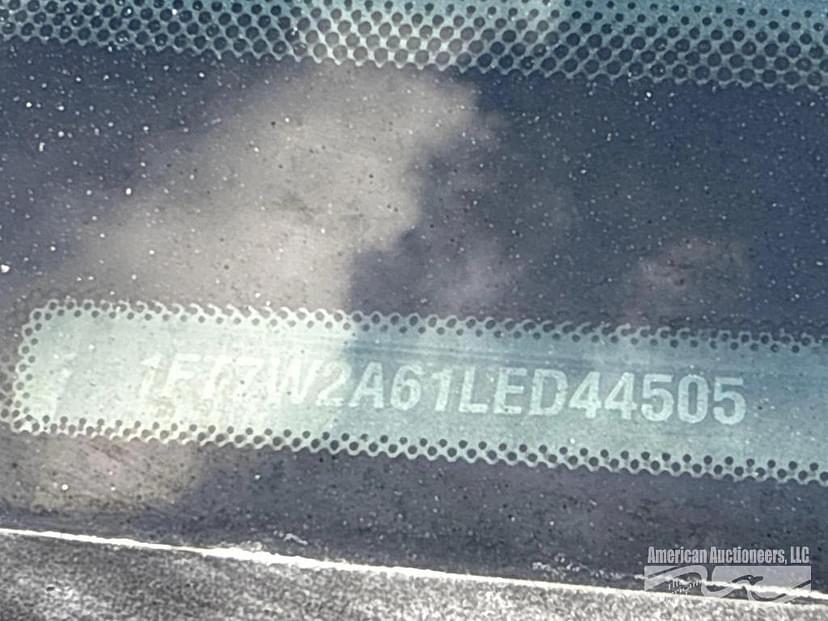 1FT7W2A61LED44505
American Auctioneers, LLC